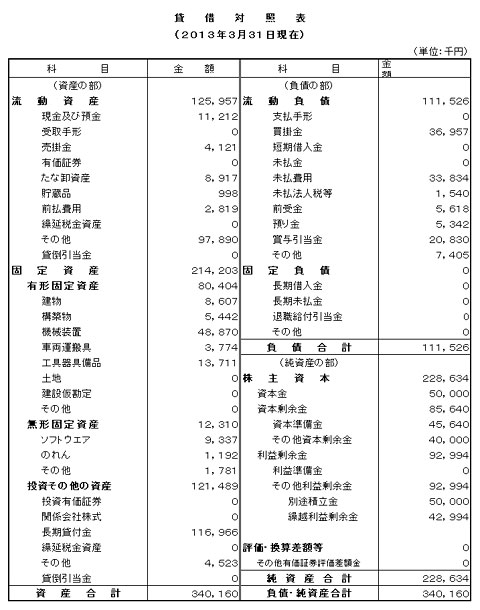 貸借対照表
（2013年3月31日現在）
（単位：千円）
科目 金額 科目 金額
（資産の部） （負債の部）
流動資産 125,957 流動負債 111,526
現金及び預金 11,212 支払手形 0
受取手形 0 買掛金 36,957
売掛金 4,121 短期借入金 0
有価証券 0 未払金 0
たな卸資産 8,917 未払費用 33,834
貯蔵品 998 未払法人税等 1,540
前払費用 2,819 前受金 5,618
繰延税金資産 0 預り金 5,342
その他 97,890 賞与引当金 20,830
貸倒引当金 0 その他 7,405
固定資産 214,203 固定負債 0
有形固定資産 80,404 長期借入金 0
建物 8,607 長期未払金 0
構築物 5,442 退職給付引当金 0
機械装置 48,870 その他 0
車両運搬具 3,774 負債合計 111,526
工具器具備品 13,711 （純資産の部）
土地 0 株主資本 228,634
建設仮勘定 0 資本金 50,000
その他 0 資本剰余金 85,640
無形固定資産 12,310 資本準備金 45,640
ソフトウエア 9,337 その他資本剰余金 40,000
のれん 1,192 利益剰余金 92,994
その他 1,781 利益準備金 0
投資その他の資産 121,489 その他利益剰余金 92,994
投資有価証券 0 別途積立金 50,000
関係会社株式 0 繰越利益剰余金 42,994
長期貸付金 116,966
繰延税金資産 0 評価・換算差額等 0
その他 4,523 その他有価証券評価差額金 0
貸倒引当金 0 純資産合計 228,634
資産合計 340,160 負債・純資産合計 340,160